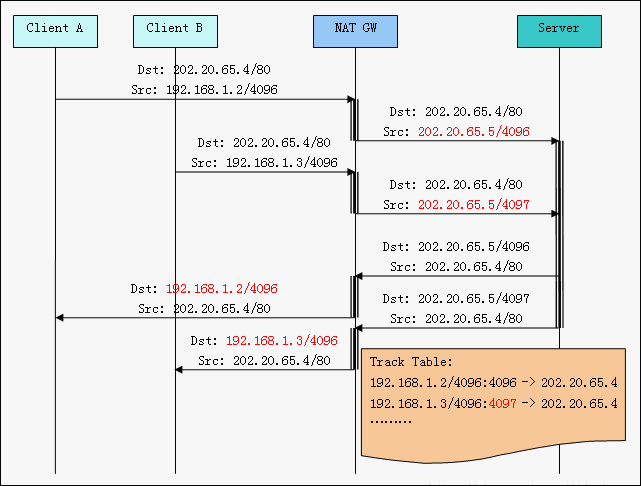 Client A
Client B
NAT GW
Server
Dst: 202.20.65.4/80
Src: 192.168.1.2/4096
Dst: 202.20.65.4/80
Src: 202.20.65.5/4096
Dst: 202.20.65.4/80
Src: 192.168.1.3/4096
Dst: 202.20.65.4/80
Src: 202.20.65.5/4097
Dst: 202.20.65.5/4096
Src: 202.20.65.4/80
Dst: 192.168.1.2/4096
Src: 202.20.65.4/80
Dst: 202.20.65.5/4097
Src: 202.20.65.4/80
Dst: 192.168.1.3/4096
Src: 202.20.65.4/80
Track Table:
192.168.1.2/4096:4096 -> 202.20.65.4
192.168.1.3/4096:4097 -> 202.20.65.4
………